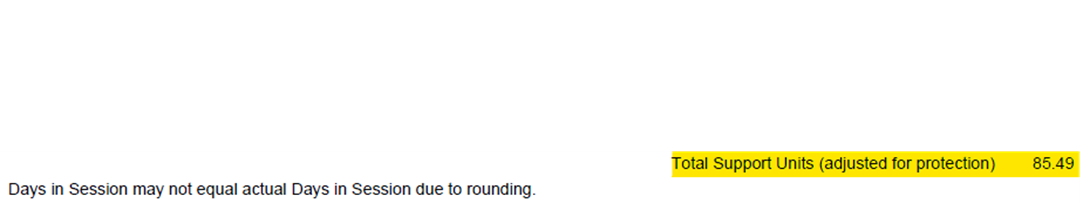 Total Support Units (adjusted for protection) 85.49
Days in Session may not equal actual Days in Session due to rounding.